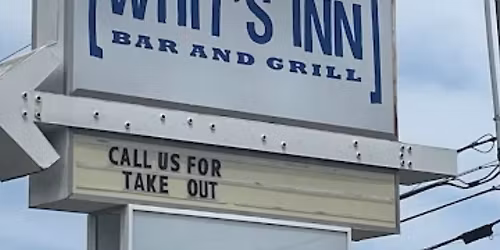 WHIT'S INN
BAR AND GRILL
CALL US FOR
TAKE OUT